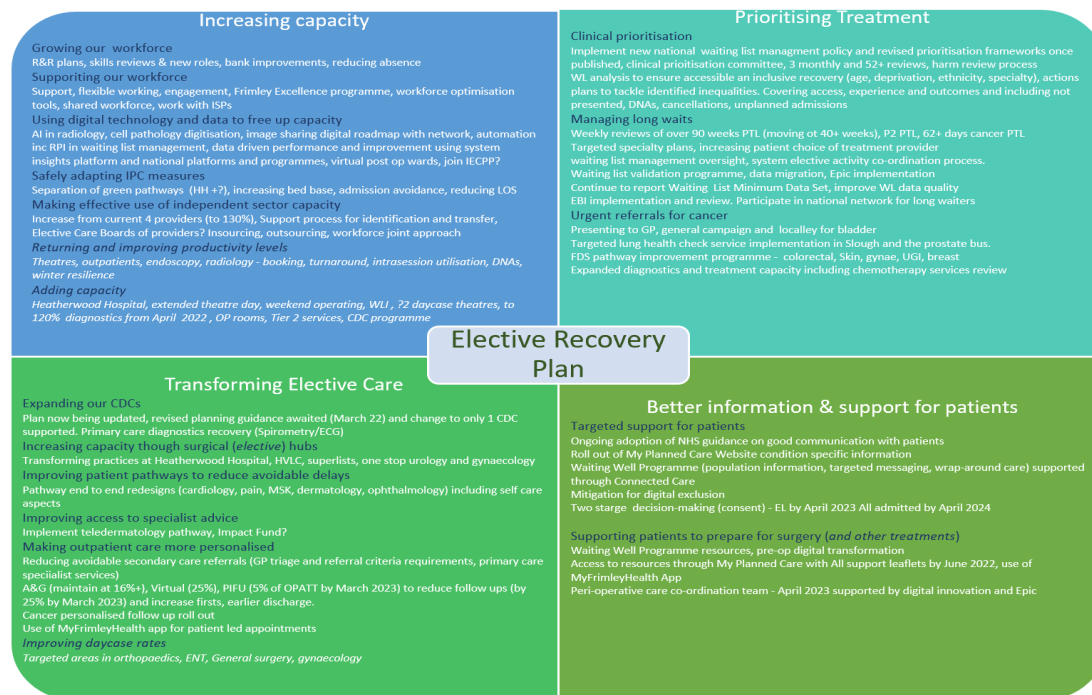 Increasing capacity
Growing our workforce
R&R plans, skills reviews & new roles, bank improvements, reducing absence
Supporiting our workforce
Support, flexible working, engagement, Frimley Excellence programme, workforce optimisation
tools, shared workforce, work with ISPs
Using digital technology and data to free up capacity
AI in radiology, cell pathology digitisation, image sharing digital roadmap with network, automation
inc RPI in waiting list management, data driven performance and improvement using system
insights platform and national platforms and programmes, virtual post op wards, join IECPP?
Safely adapting IPC measures
Separation of green pathways (HH +?), increasing bed base, admission avoidance, reducing LOS
Making effective use of independent sector capacity
Increase from current 4 providers (to 130%), Support process for identification and transfer,
Elective Care Boards of providers? Insourcing, outsourcing, workforce joint approach
Returning and improving productivity levels
Theatres, outpatients, endoscopy, radiology - booking, turnaround, intrasession utilisation, DNAs,
winter resilience
Adding capacity
Heatherwood Hospital, extended theatre day, weekend operating, WLI , ?2 daycase theatres, to
120% diagnostics from April 2022 , OP rooms, Tier 2 services, CDC programme
Prioritising Treatment
Clinical prioritisation
Implement new national waiting list managment policy and revised prioritisation frameworks once
published, clinical prioitisation committee, 3 monthly and 52+ reviews, harm review process
WL analysis to ensure accessible an inclusive recovery (age, deprivation, ethnicity, specialty), actions
plans to tackle identified inequalities. Covering access, experience and outcomes and including not
presented, DNAs, cancellations, unplanned admissions
Managing long waits
Weekly reviews of over 90 weeks PTL (moving ot 40+ weeks), P2 PTL, 62+ days cancer PTL
Targeted specialty plans, increasing patient choice of treatment provider
waiting list management oversight, system elective activity co-ordination process.
Waiting list validation programme, data migration, Epic implementation
Continue to report Waiting List Minimum Data Set, improve WL data quality
EBI implementation and review. Participate in national network for long waiters
Urgent referrals for cancer
Presenting to GP, general campaign and localley for bladder
Targeted lung health check service implementation in Slough and the prostate bus.
FDS pathway improvement programme - colorectal, Skin, gynae, UGI, breast
Expanded diagnostics and treatment capacity including chemotherapy services review
Elective Recovery
Plan
Transforming Elective Care
Expanding our CDCs
Plan now being updated, revised planning guidance awaited (March 22) and change to only 1 CDC
supported. Primary care diagnostics recovery (Spirometry/ECG)
Increasing capacity though surgical (elective) hubs
Transforming practices at Heatherwood Hospital, HVLC, superlists, one stop urology and gynaecology
Improving patient pathways to reduce avoidable delays
Pathway end to end redesigns (cardiology, pain, MSK, dermatology, ophthalmology) including self care
aspects
Improving access to specialist advice
Implement teledermatology pathway, Impact Fund?
Making outpatient care more personalised
Reducing avoidable secondary care referrals (GP triage and referral criteria requirements, primary care
speciialist services)
A&G (maintain at 16%+), Virtual (25%), PIFU (5% of OPATT by March 2023) to reduce follow ups (by
25% by March 2023) and increase firsts, earlier discharge.
Cancer personalised follow up roll out
Use of MyFrimleyHealth app for patient led appointments
Improving daycase rates
Targeted areas in orthopaedics, ENT, General surgery, gynaecology
Better information & support for patients
Targeted support for patients
Ongoing adoption of NHS guidance on good communication with patients
Roll out of My Planned Care Website condition specific information
Waiting Well Programme (population information, targeted messaging, wrap-around care) supported
through Connected Care
Mitigation for digital exclusion
Two starge decision-making (consent) - EL by April 2023 All admitted by April 2024
Supporting patients to prepare for surgery (and other treatments)
Waiting Well Programme resources, pre-op digital transformation
Access to resources through My Planned Care with All support leaflets by June 2022, use of
MyFrimleyHealth App
Peri-operative care co-ordination team - April 2023 supported by digital innovation and Epic